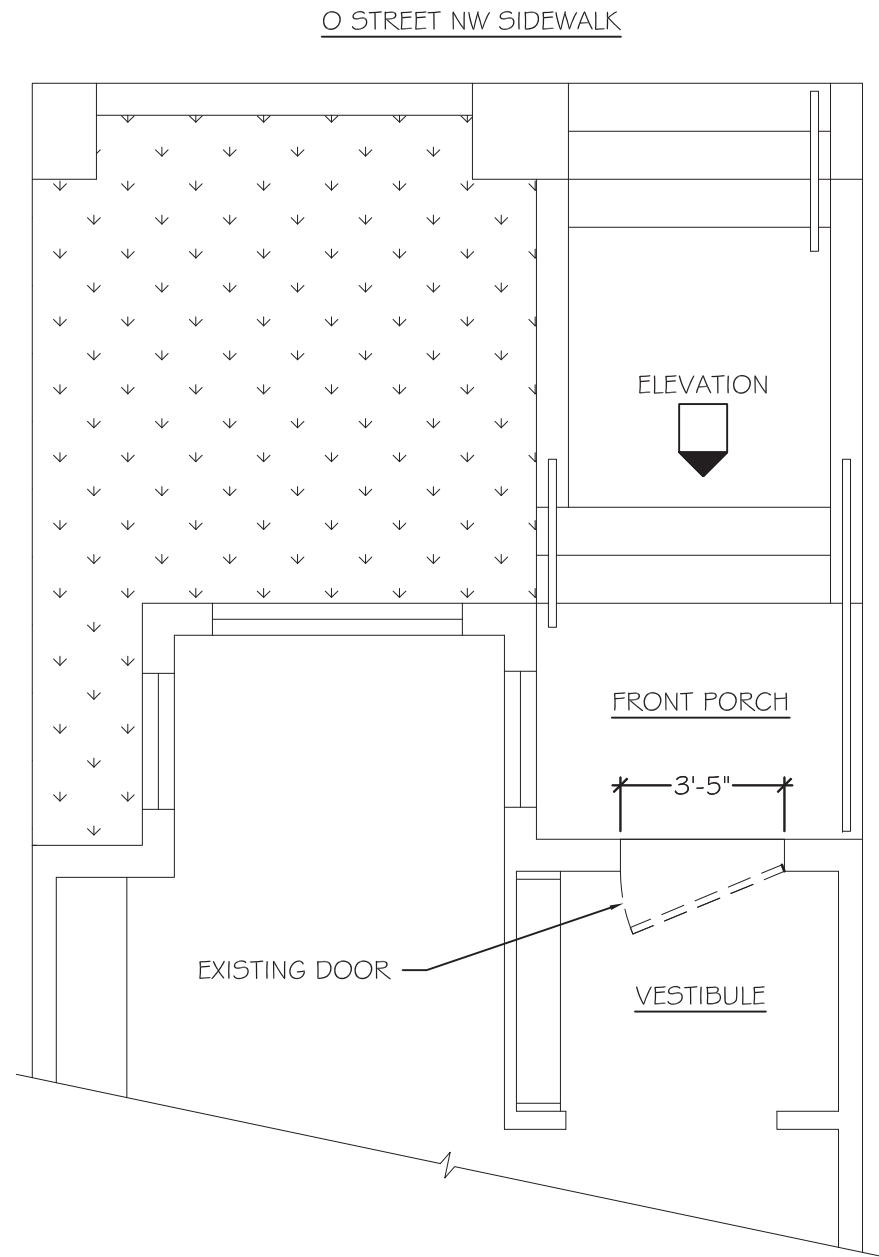 O STREET NW SIDEWALK
ELEVATION
FRONT PORCH
3'-5"
EXISTING DOOR
VESTIBULE